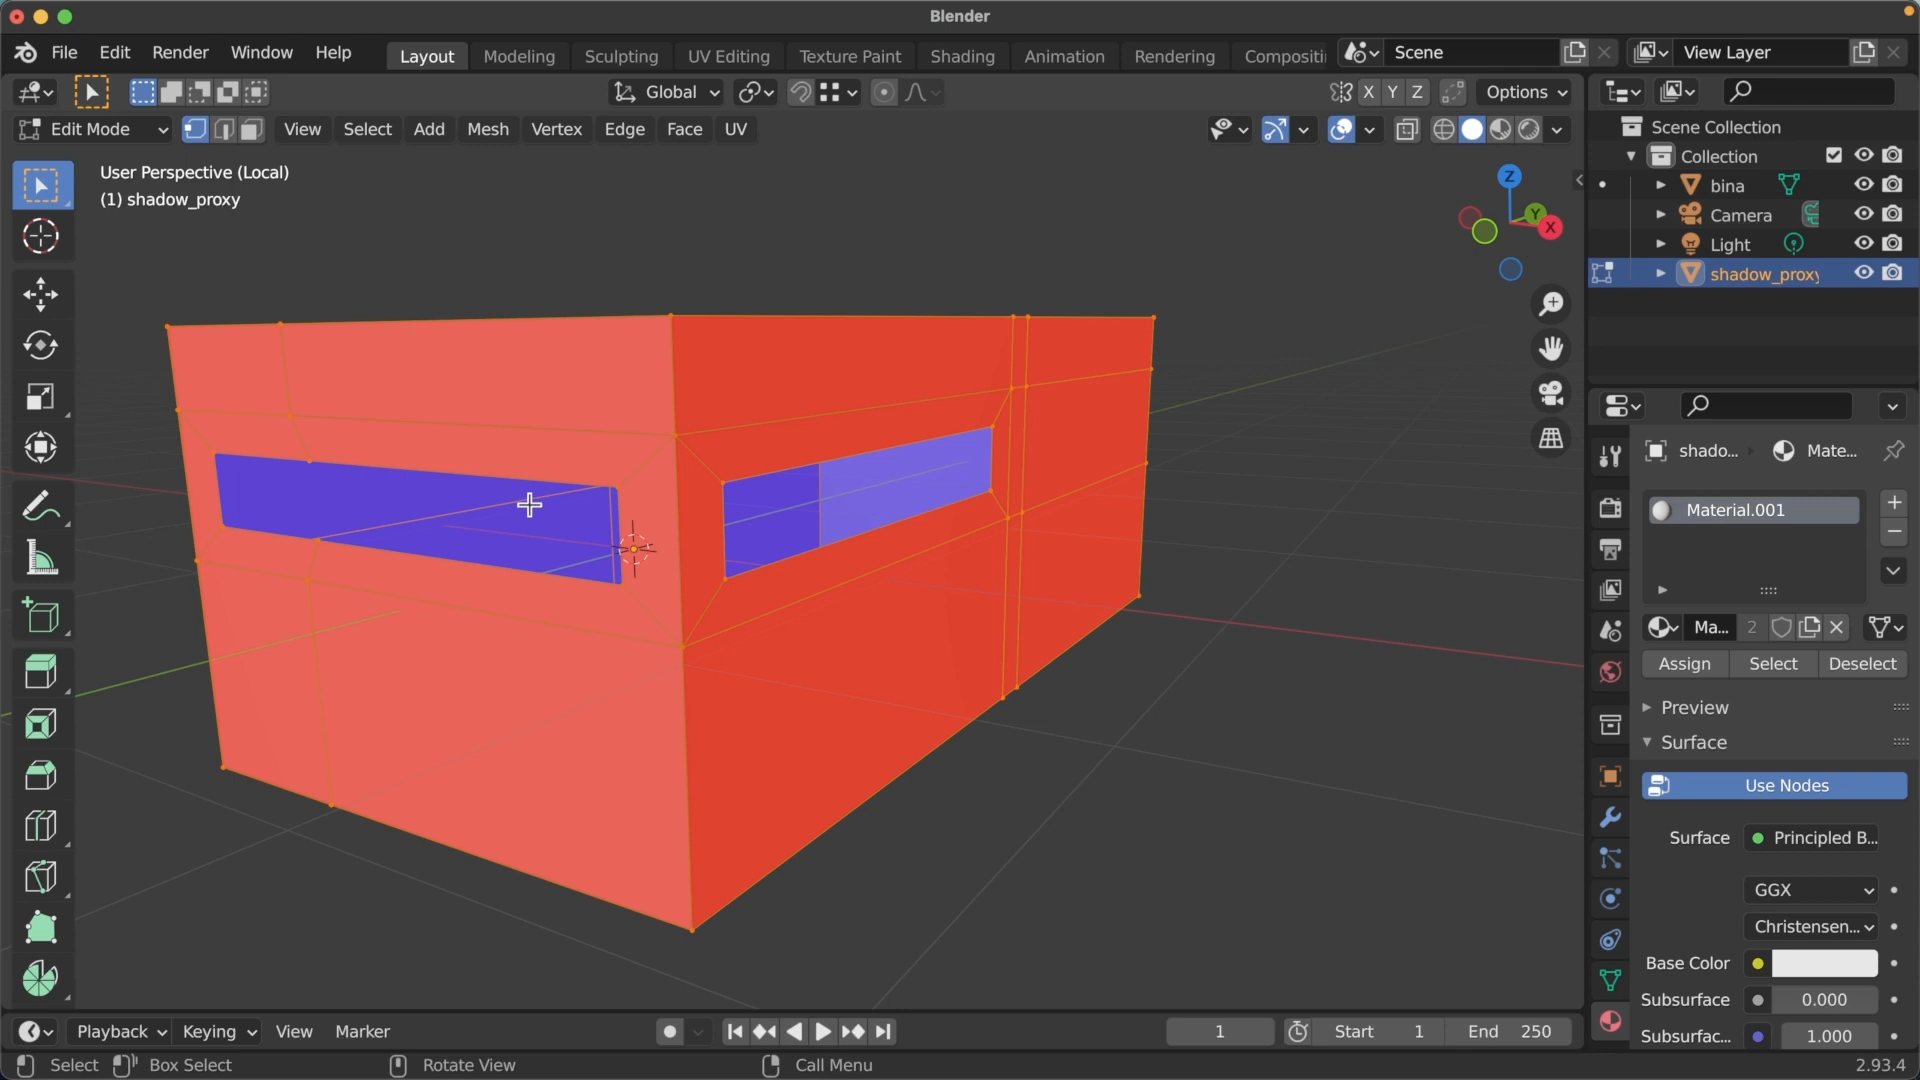 Blender
File Edit Render Window Help Layout Modeling Sculpting UV Editing Texture Paint Shading Animation Rendering Compositi Scene View Layer
Global X Y Z Options
Edit Mode View Select Add Mesh Vertex Edge Face UV
User Perspective (Local)
(1) shadow_proxy
Z
Y
X
Scene Collection
Collection
bina
Camera
Light
shadow_proxy
shado... Mate...
Material.001
Ma... 2
Assign Select Deselect
Preview
Surface
Use Nodes
Surface Principled B...
GGX
Christensen...
Base Color
Subsurface 0.000
Subsurfac... 1.000
Playback Keying View Marker 1 Start 1 End 250
Select Box Select Rotate View Call Menu 2.93.4